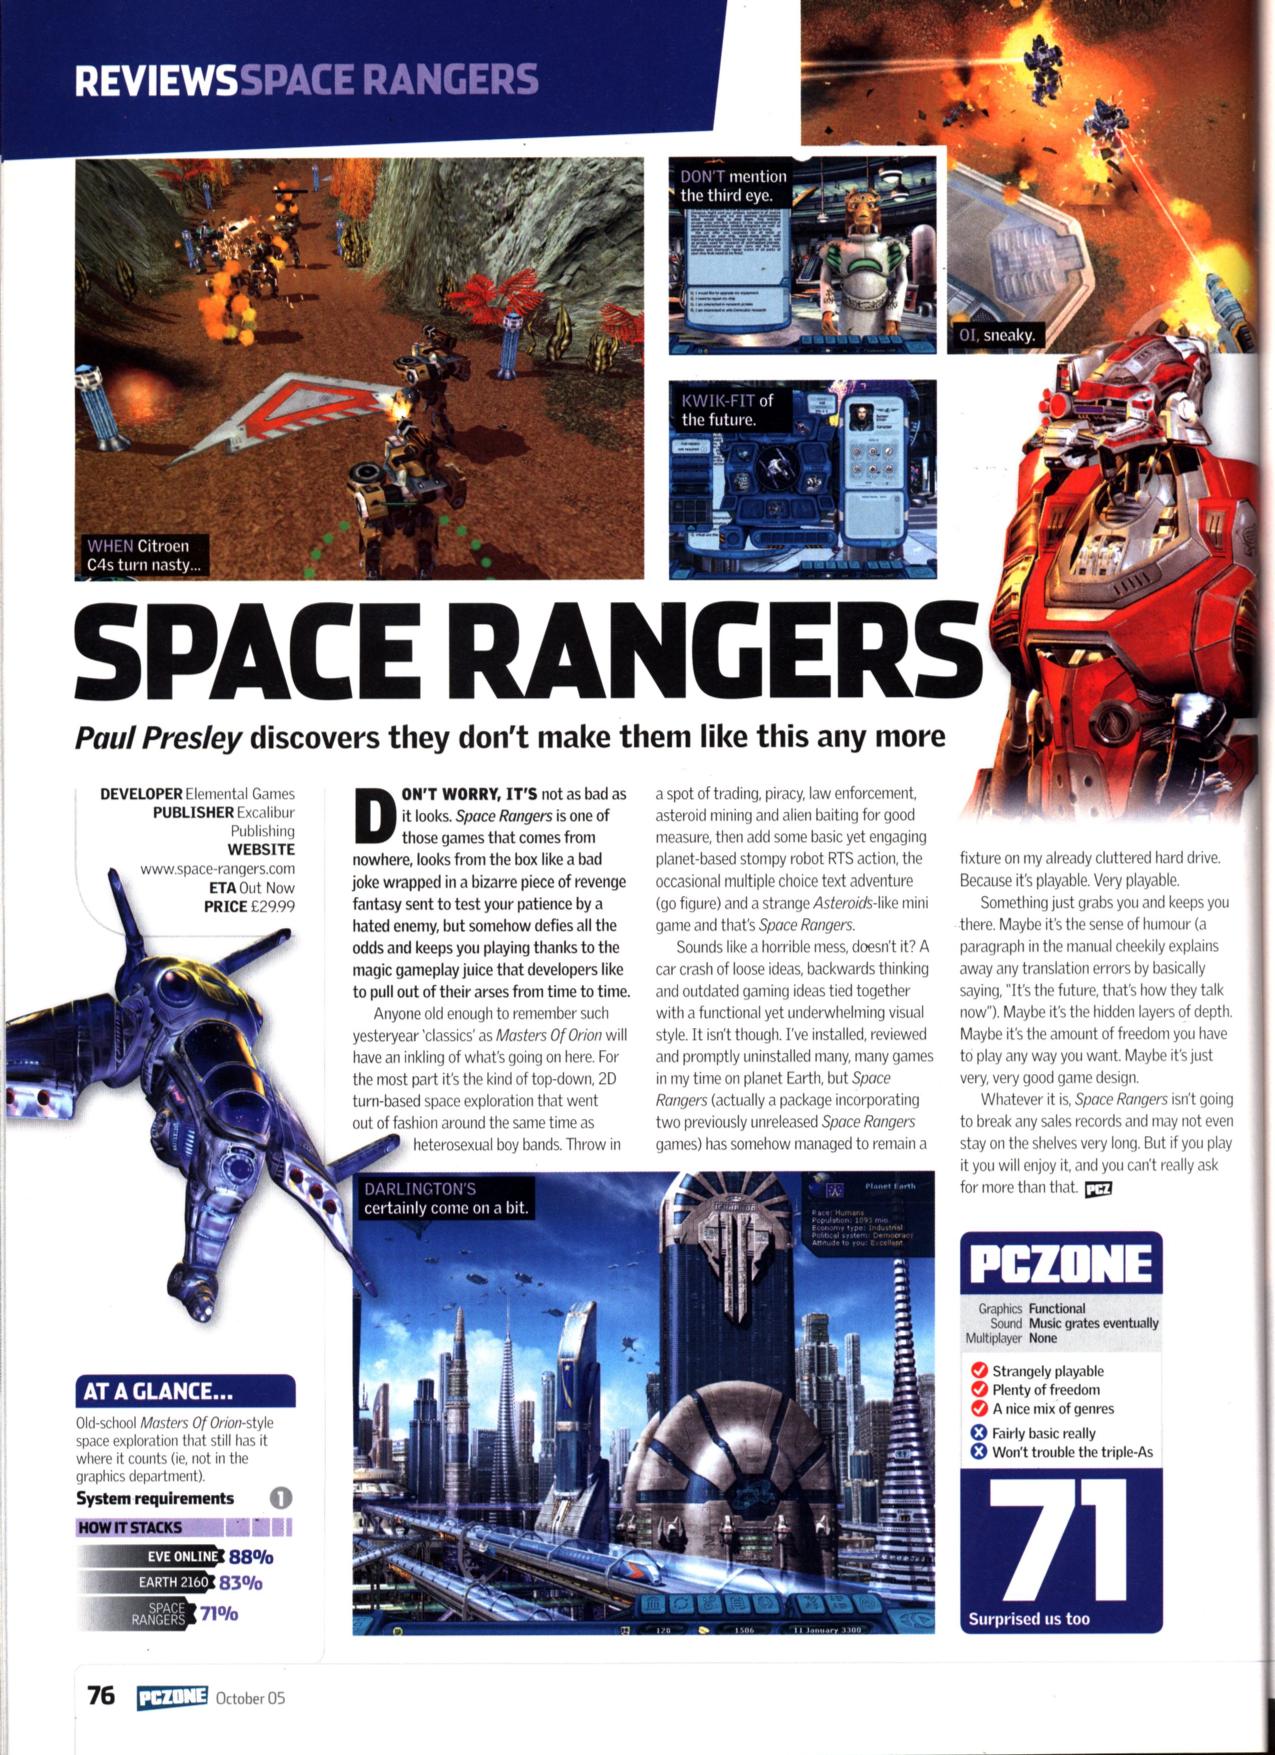 REVIEWS SPACE RANGERS
DON'T mention
the third eye.
OI, sneaky.
KWIK-FIT of
the future.
WHEN Citroen
C4s turn nasty...
SPACE RANGERS
Paul Presley discovers they don't make them like this any more
DEVELOPER Elemental Games
PUBLISHER Excalibur
Publishing
WEBSITE
www.space-rangers.com
ETA Out Now
PRICE £29.99
DON'T WORRY, IT'S not as bad as
it looks. Space Rangers is one of
those games that comes from
nowhere, looks from the box like a bad
joke wrapped in a bizarre piece of revenge
fantasy sent to test your patience by a
hated enemy, but somehow defies all the
odds and keeps you playing thanks to the
magic gameplay juice that developers like
to pull out of their arses from time to time.
Anyone old enough to remember such
yesteryear 'classics' as Masters Of Orion will
have an inkling of what's going on here. For
the most part it's the kind of top-down, 2D
turn-based space exploration that went
out of fashion around the same time as
heterosexual boy bands. Throw in
a spot of trading, piracy, law enforcement,
asteroid mining and alien baiting for good
measure, then add some basic yet engaging
planet-based stompy robot RTS action, the
occasional multiple choice text adventure
(go figure) and a strange Asteroids-like mini
game and that's Space Rangers.
Sounds like a horrible mess, doesn't it? A
car crash of loose ideas, backwards thinking
and outdated gaming ideas tied together
with a functional yet underwhelming visual
style. It isn't though. I've installed, reviewed
and promptly uninstalled many, many games
in my time on planet Earth, but Space
Rangers (actually a package incorporating
two previously unreleased Space Rangers
games) has somehow managed to remain a
fixture on my already cluttered hard drive.
Because it's playable. Very playable.
Something just grabs you and keeps you
there. Maybe it's the sense of humour (a
paragraph in the manual cheekily explains
away any translation errors by basically
saying, "It's the future, that's how they talk
now"). Maybe it's the hidden layers of depth.
Maybe it's the amount of freedom you have
to play any way you want. Maybe it's just
very, very good game design.
Whatever it is, Space Rangers isn't going
to break any sales records and may not even
stay on the shelves very long. But if you play
it you will enjoy it, and you can't really ask
for more than that. PCZ
DARLINGTON'S
certainly come on a bit.
Planet Earth
Race: Humans
Population: 1093 mio.
Economy type: Industrial
Political system: Democracy
Attitude to you: Excellent
120
1506
11 January 3300
AT A GLANCE...
Old-school Masters Of Orion-style
space exploration that still has it
where it counts (ie, not in the
graphics department).
System requirements 1
HOW IT STACKS
EVE ONLINE 88%
EARTH 2160 83%
SPACE
RANGERS 71%
PCZONE
Graphics Functional
Sound Music grates eventually
Multiplayer None
Strangely playable
Plenty of freedom
A nice mix of genres
Fairly basic really
Won't trouble the triple-As
71
Surprised us too
76 PCZONE October 05